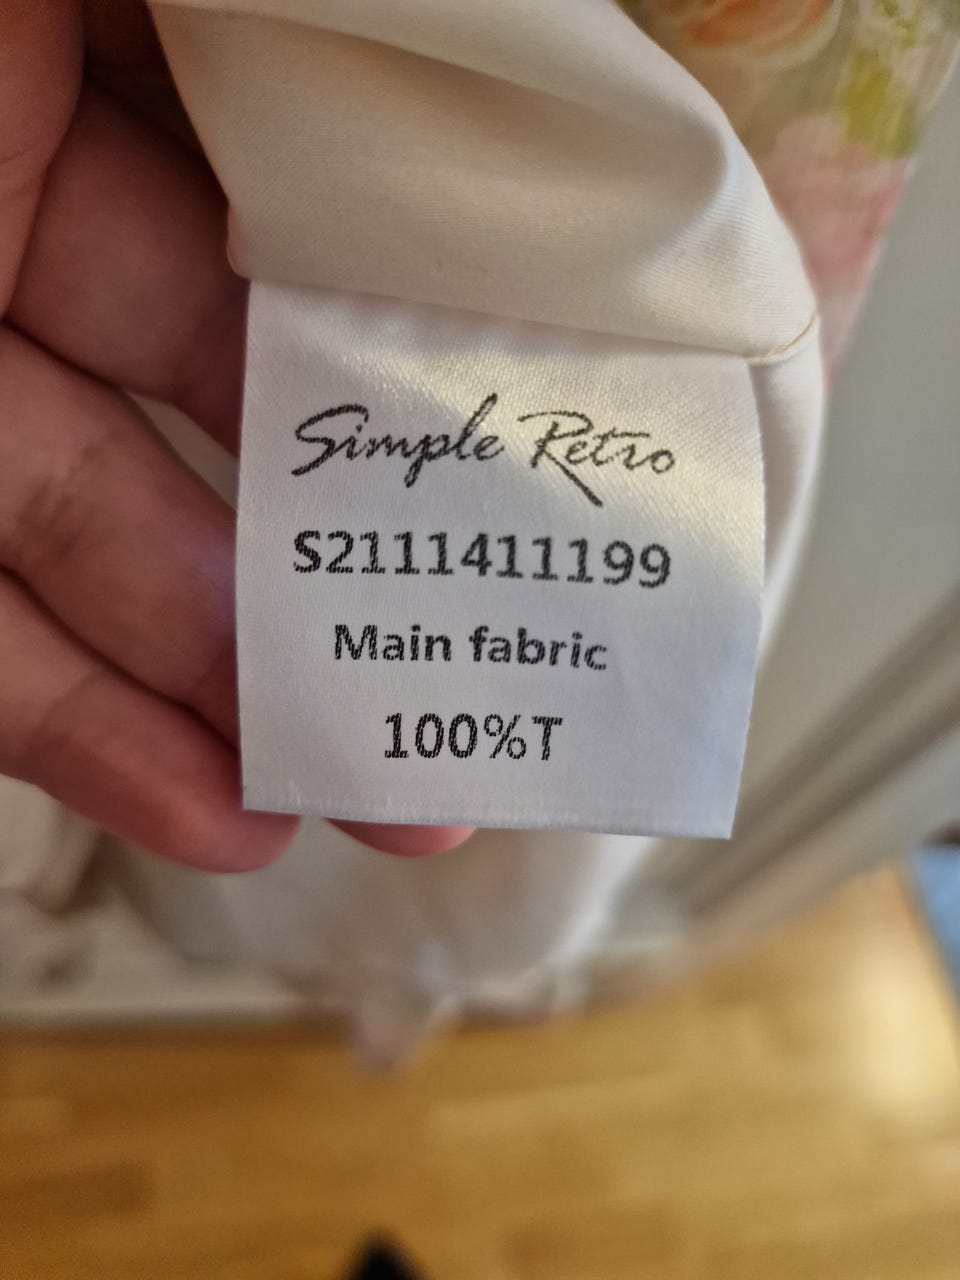 Simple Retro
S2111411199
Main fabric
100%T